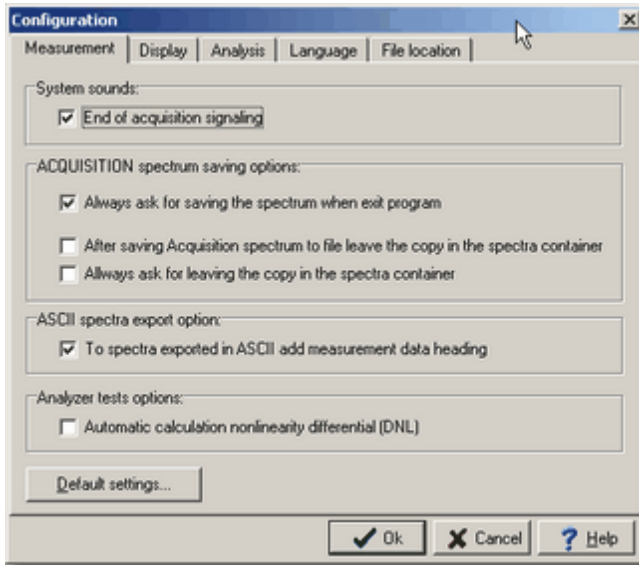 Configuration
Measurement Display Analysis Language File location
System sounds:
End of acquisition signaling
ACQUISITION spectrum saving options:
Always ask for saving the spectrum when exit program
After saving Acquisition spectrum to file leave the copy in the spectra container
Allways ask for leaving the copy in the spectra container
ASCII spectra export option:
To spectra exported in ASCII add measurement data heading
Analyzer tests options:
Automatic calculation nonlinearity differential (DNL)
Default settings...
Ok Cancel Help